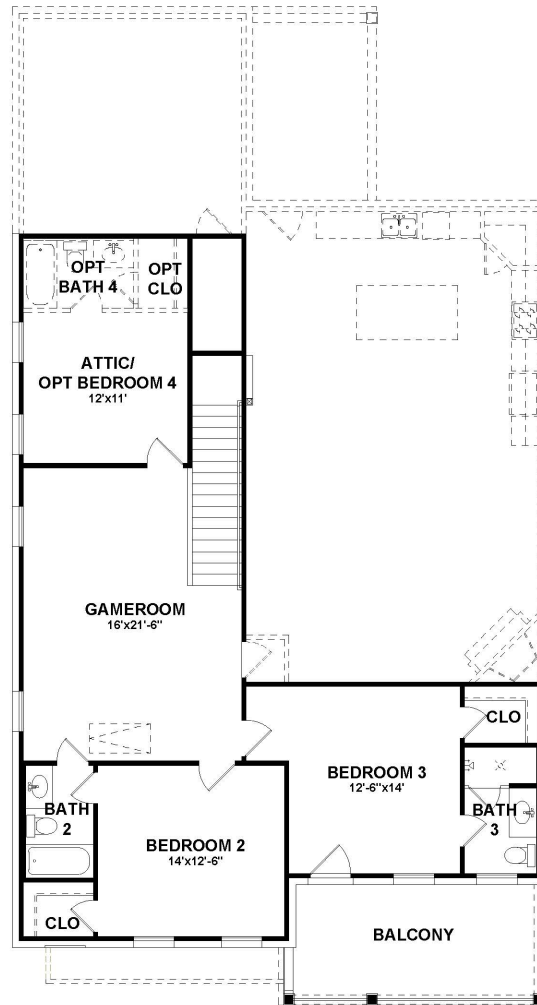 OPT
BATH 4
OPT
CLO
ATTIC/
OPT BEDROOM 4
12'x11'
GAMEROOM
16'x21'-6"
CLO
BEDROOM 3
12'-6"x14'
BATH
2
BATH
3
BEDROOM 2
14'x12'-6"
CLO
BALCONY